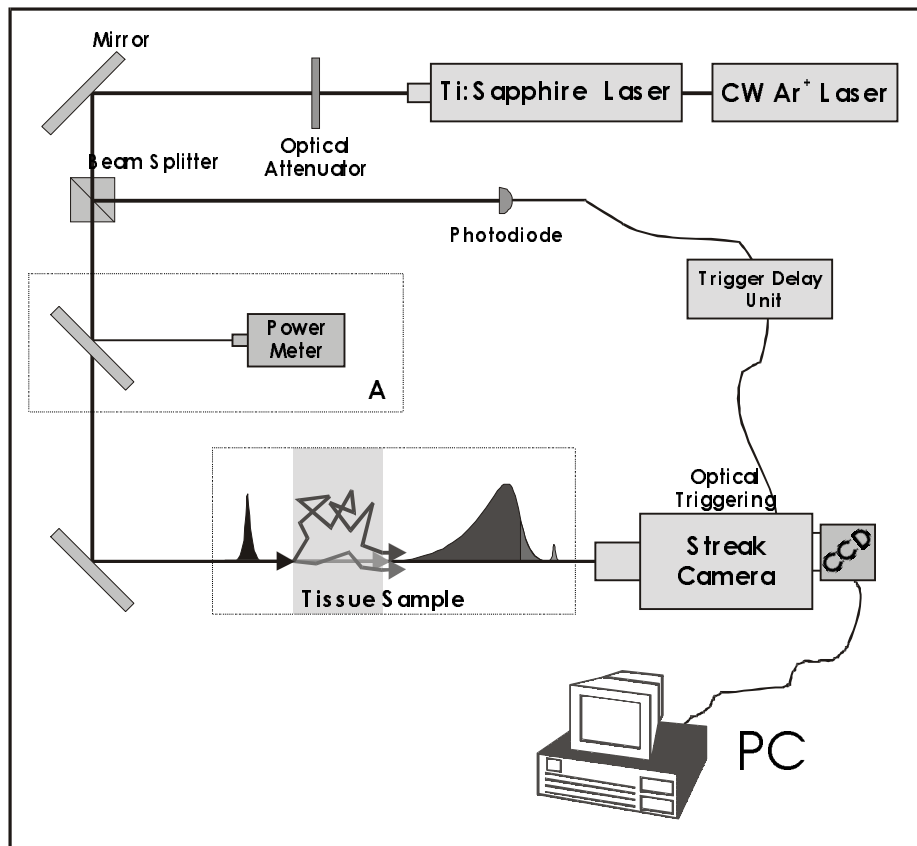 Mirror
Ti:Sapphire Laser
CW Ar+ Laser
Optical
Attenuator
Beam Splitter
Photodiode
Trigger Delay
Unit
Power
Meter
A
Optical
Triggering
Streak
Camera
CCD
Tissue Sample
PC